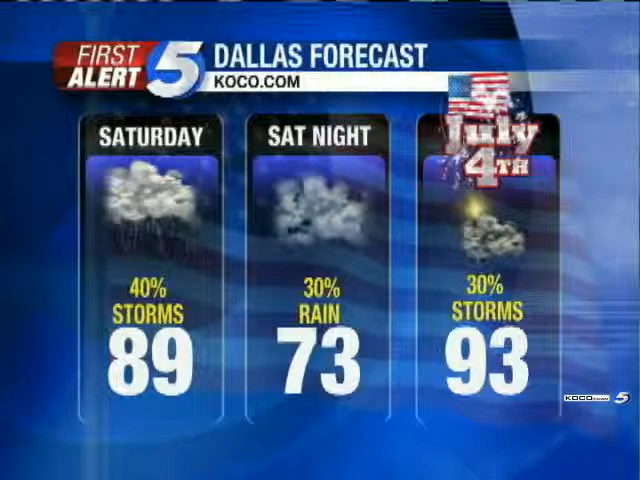 FIRST
ALERT 5
DALLAS FORECAST
KOCO.COM
SATURDAY
SAT NIGHT
July
4TH
40%
STORMS
89
30%
RAIN
73
30%
STORMS
93
KOCO.COM 5